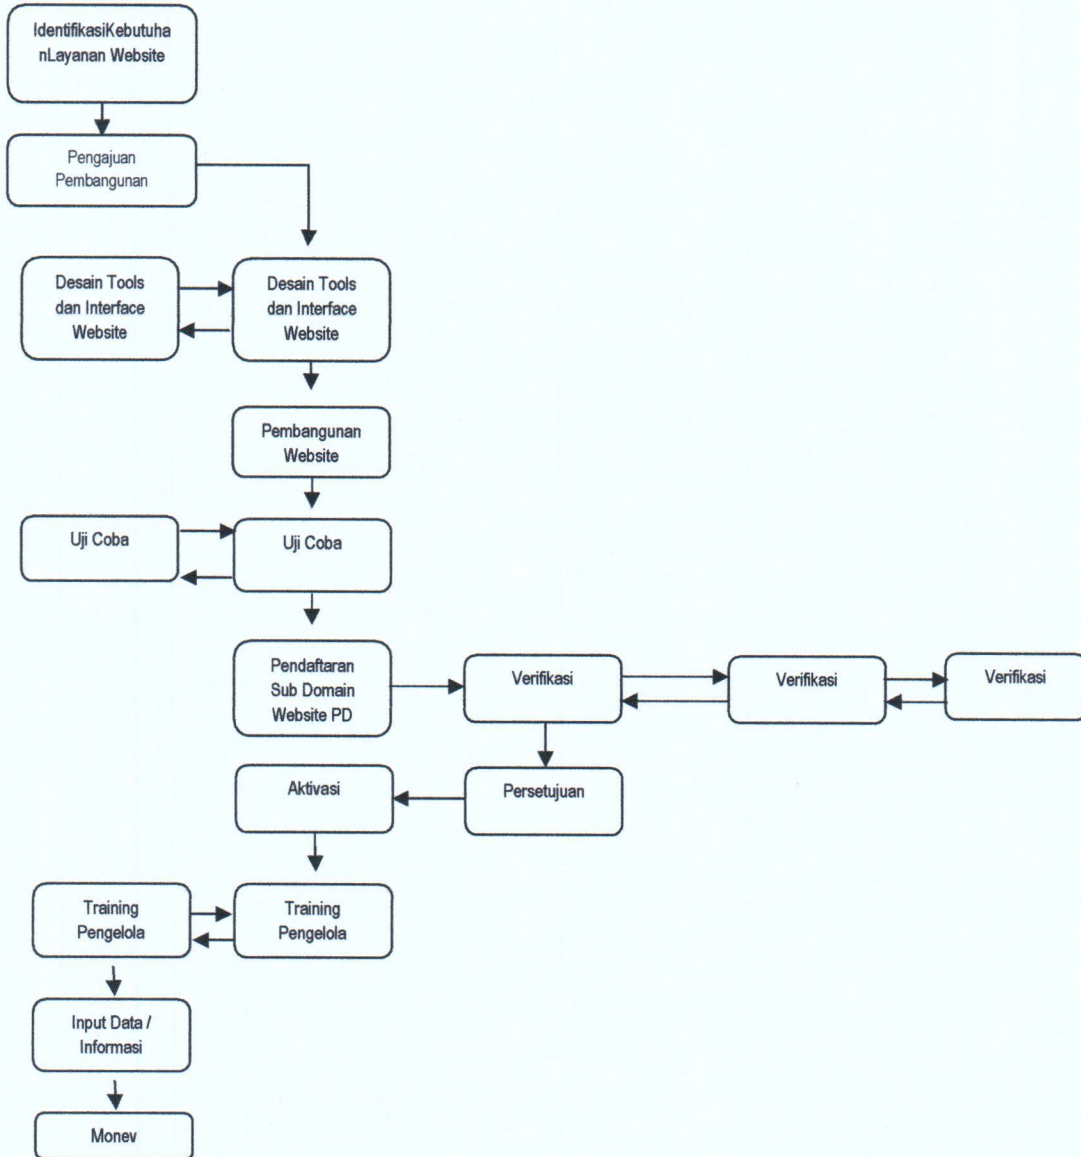 IdentifikasiKebutuha
nLayanan Website
Pengajuan
Pembangunan
Desain Tools
dan Interface
Website
Desain Tools
dan Interface
Website
Pembangunan
Website
Uji Coba
Uji Coba
Pendaftaran
Sub Domain
Website PD
Verifikasi
Verifikasi
Verifikasi
Aktivasi
Persetujuan
Training
Pengelola
Training
Pengelola
Input Data /
Informasi
Monev